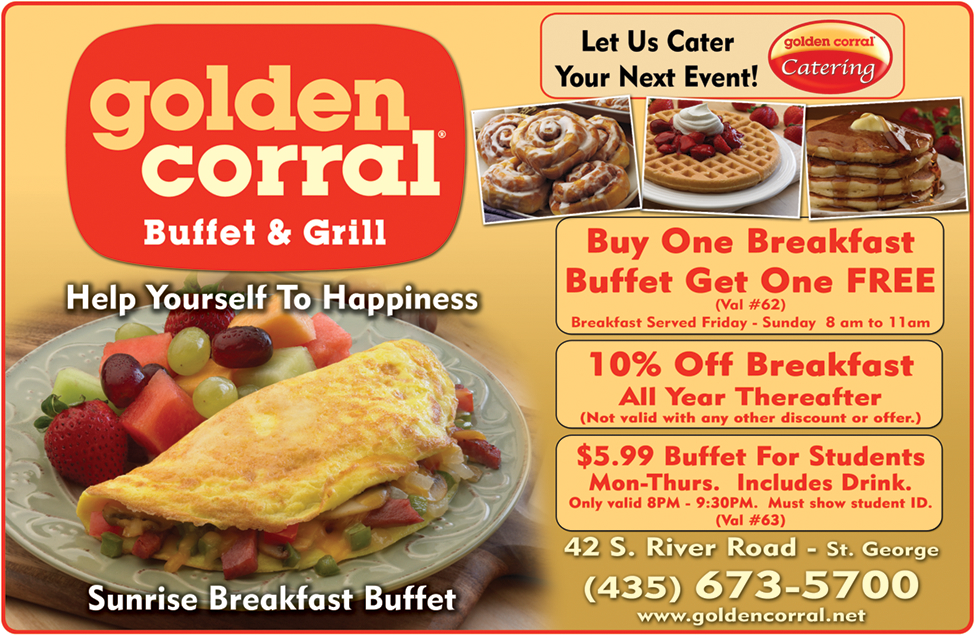 golden
corral®
Buffet & Grill
Help Yourself To Happiness
Sunrise Breakfast Buffet
Let Us Cater
Your Next Event!
golden corral®
Catering
Buy One Breakfast
Buffet Get One FREE
(Val #62)
Breakfast Served Friday - Sunday 8 am to 11am
10% Off Breakfast
All Year Thereafter
(Not valid with any other discount or offer.)
$5.99 Buffet For Students
Mon-Thurs. Includes Drink.
Only valid 8PM - 9:30PM. Must show student ID.
(Val #63)
42 S. River Road - St. George
(435) 673-5700
www.goldencorral.net